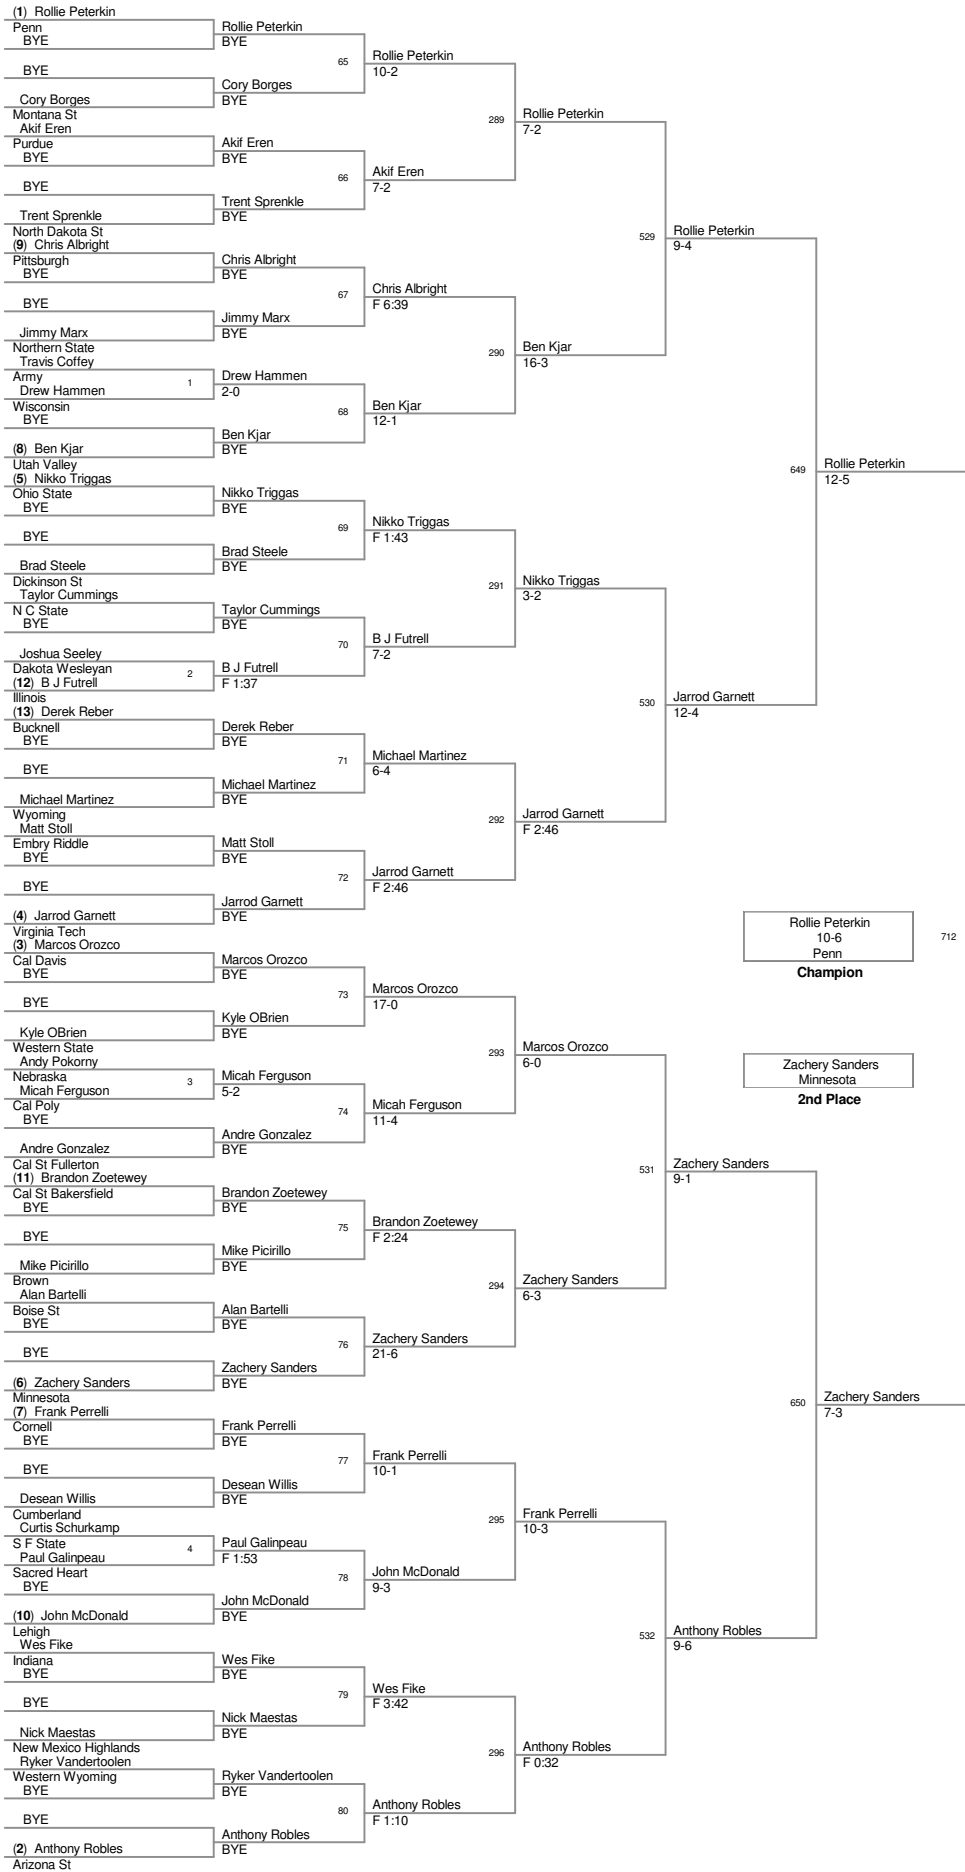 (1) Rollie Peterkin
Penn
BYE
BYE
Cory Borges
Montana St
Akif Eren
Purdue
BYE
BYE
Trent Sprenkle
North Dakota St
(9) Chris Albright
Pittsburgh
BYE
BYE
Jimmy Marx
Northern State
Travis Coffey
Army
1
Drew Hammen
Wisconsin
BYE
(8) Ben Kjar
Utah Valley
(5) Nikko Triggas
Ohio State
BYE
BYE
Brad Steele
Dickinson St
Taylor Cummings
N C State
BYE
Joshua Seeley
Dakota Wesleyan
2
(12) B J Futrell
Illinois
(13) Derek Reber
Bucknell
BYE
BYE
Michael Martinez
Wyoming
Matt Stoll
Embry Riddle
BYE
BYE
(4) Jarrod Garnett
Virginia Tech
(3) Marcos Orozco
Cal Davis
BYE
BYE
Kyle OBrien
Western State
Andy Pokorny
Nebraska
3
Micah Ferguson
Cal Poly
BYE
Andre Gonzalez
Cal St Fullerton
(11) Brandon Zoetewey
Cal St Bakersfield
BYE
BYE
Mike Picirillo
Brown
Alan Bartelli
Boise St
BYE
BYE
(6) Zachery Sanders
Minnesota
(7) Frank Perrelli
Cornell
BYE
BYE
Desean Willis
Cumberland
Curtis Schurkamp
S F State
4
Paul Galinpeau
Sacred Heart
BYE
(10) John McDonald
Lehigh
Wes Fike
Indiana
BYE
BYE
Nick Maestas
New Mexico Highlands
Ryker Vandertoolen
Western Wyoming
BYE
BYE
(2) Anthony Robles
Arizona St
Rollie Peterkin
BYE
65
Cory Borges
BYE
Akif Eren
BYE
66
Trent Sprenkle
BYE
Chris Albright
BYE
67
Jimmy Marx
BYE
Drew Hammen
2-0
68
Ben Kjar
BYE
Nikko Triggas
BYE
69
Brad Steele
BYE
Taylor Cummings
BYE
70
B J Futrell
F 1:37
Derek Reber
BYE
71
Michael Martinez
BYE
Matt Stoll
BYE
72
Jarrod Garnett
BYE
Marcos Orozco
BYE
73
Kyle OBrien
BYE
Micah Ferguson
5-2
74
Andre Gonzalez
BYE
Brandon Zoetewey
BYE
75
Mike Picirillo
BYE
Alan Bartelli
BYE
76
Zachery Sanders
BYE
Frank Perrelli
BYE
77
Desean Willis
BYE
Paul Galinpeau
F 1:53
78
John McDonald
BYE
Wes Fike
BYE
79
Nick Maestas
BYE
Ryker Vandertoolen
BYE
80
Anthony Robles
BYE
Rollie Peterkin
10-2
289
Akif Eren
7-2
Chris Albright
F 6:39
290
Ben Kjar
12-1
Nikko Triggas
F 1:43
291
B J Futrell
7-2
Michael Martinez
6-4
292
Jarrod Garnett
F 2:46
Marcos Orozco
17-0
293
Micah Ferguson
11-4
Brandon Zoetewey
F 2:24
294
Zachery Sanders
21-6
Frank Perrelli
10-1
295
John McDonald
9-3
Wes Fike
F 3:42
296
Anthony Robles
F 1:10
Rollie Peterkin
7-2
529
Ben Kjar
16-3
Nikko Triggas
3-2
530
Jarrod Garnett
F 2:46
Marcos Orozco
6-0
531
Zachery Sanders
6-3
Frank Perrelli
10-3
532
Anthony Robles
F 0:32
Rollie Peterkin
9-4
649
Jarrod Garnett
12-4
Zachery Sanders
9-1
650
Anthony Robles
9-6
Rollie Peterkin
12-5
Rollie Peterkin
10-6
Penn
712
Champion
Zachery Sanders
Minnesota
2nd Place
Zachery Sanders
7-3